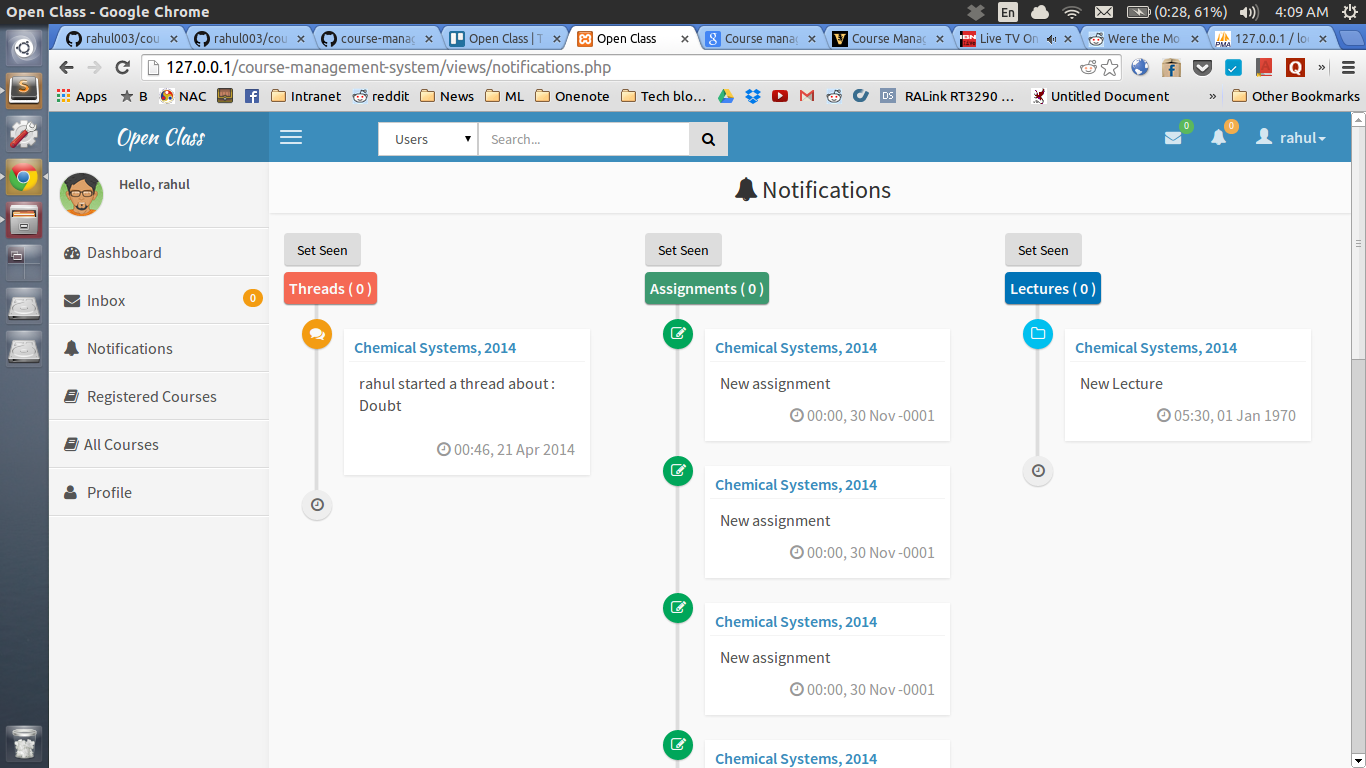 Open Class - Google Chrome
En
(0:28, 61%)
4:09 AM
rahul003/cou
rahul003/cou
course-manag
Open Class | T
Open Class
Course manag
Course Manag
Live TV On
Were the Mo
127.0.0.1 / lo
127.0.0.1/course-management-system/views/notifications.php
Apps
B
NAC
Intranet
reddit
News
ML
Onenote
Tech blo...
RALink RT3290 ...
Untitled Document
»
Other Bookmarks
Open Class
Users
Search...
0
0
rahul
Hello, rahul
Dashboard
Inbox
0
Notifications
Registered Courses
All Courses
Profile
Notifications
Set Seen
Threads ( 0 )
Chemical Systems, 2014
rahul started a thread about :
Doubt
00:46, 21 Apr 2014
Set Seen
Assignments ( 0 )
Chemical Systems, 2014
New assignment
00:00, 30 Nov -0001
Chemical Systems, 2014
New assignment
00:00, 30 Nov -0001
Chemical Systems, 2014
New assignment
00:00, 30 Nov -0001
Chemical Systems, 2014
Set Seen
Lectures ( 0 )
Chemical Systems, 2014
New Lecture
05:30, 01 Jan 1970